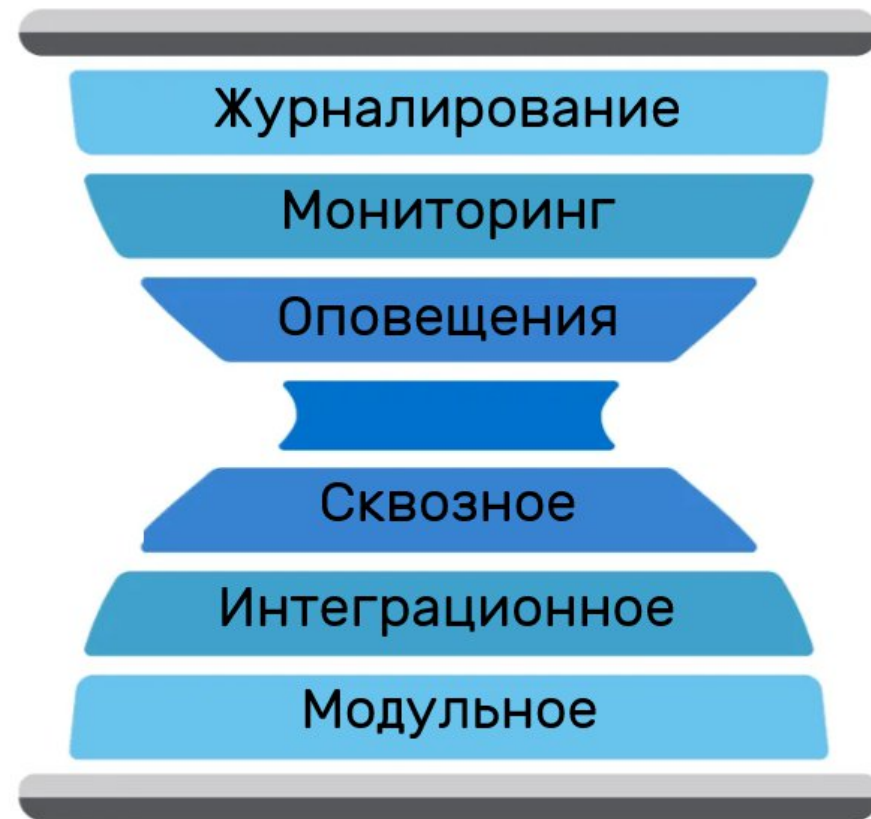 Журналирование
Мониторинг
Оповещения
Сквозное
Интеграционное
Модульное